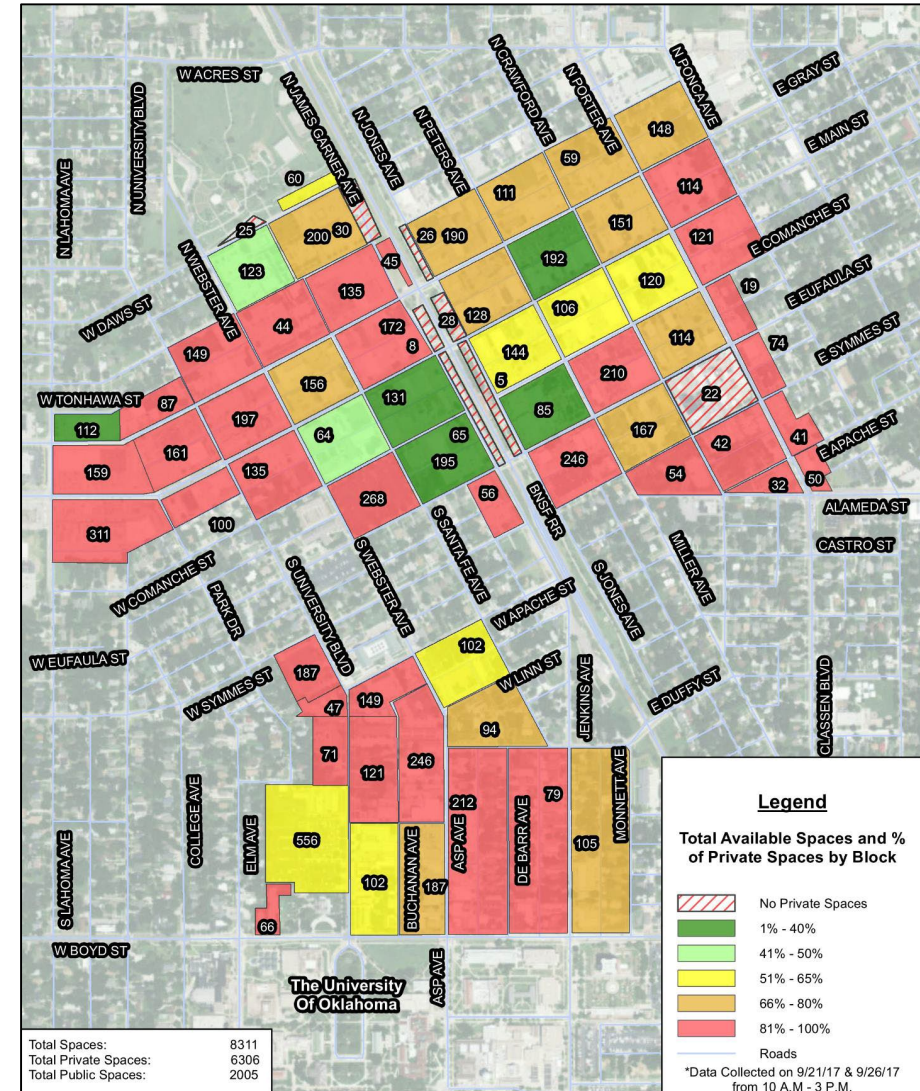 W ACRES ST
N LAHOMA AVE
N UNIVERSITY BLVD
N JAMES GARNER AVE
N JONES AVE
N PETERS AVE
N CRAWFORD AVE
N PORTER AVE
N PONCA AVE
E GRAY ST
E MAIN ST
E COMANCHE ST
E EUFAULA ST
E SYMMES ST
E APACHE ST
N WEBSTER AVE
W DAWS ST
W TONHAWA ST
60
25
200
30
123
45
26
190
111
59
148
114
151
121
192
120
19
135
44
172
8
28
128
106
114
74
149
156
144
5
210
22
87
197
131
85
167
42
41
112
161
64
65
195
246
54
32
50
159
135
268
56
311
100
ALAMEDA ST
CASTRO ST
BNSF RR
MILLER AVE
S JONES AVE
W COMANCHE ST
PARK DR
S UNIVERSITY BLVD
S WEBSTER AVE
S SANTA FE AVE
W APACHE ST
W EUFAULA ST
W SYMMES ST
W LINN ST
JENKINS AVE
E DUFFY ST
CLASSEN BLVD
187
102
47
149
94
71
121
246
212
79
105
556
102
187
66
S LAHOMA AVE
COLLEGE AVE
ELM AVE
BUCHANAN AVE
ASP AVE
DEBARR AVE
MONNETT AVE
W BOYD ST
The University
Of Oklahoma
ASP AVE
Legend
Total Available Spaces and %
of Private Spaces by Block
No Private Spaces
1% - 40%
41% - 50%
51% - 65%
66% - 80%
81% - 100%
Roads
*Data Collected on 9/21/17 & 9/26/17
from 10 A.M - 3 P.M.
Total Spaces: 8311
Total Private Spaces: 6306
Total Public Spaces: 2005